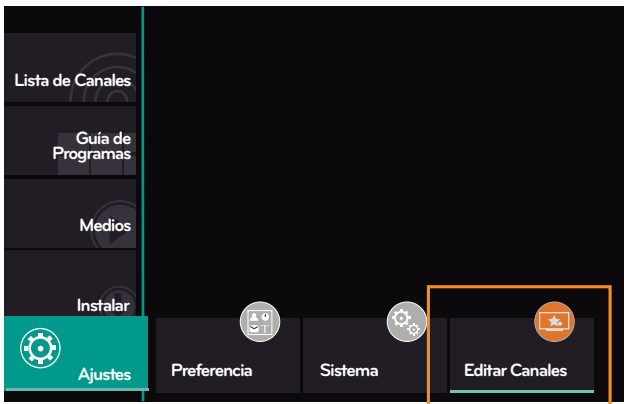 Lista de Canales
Guía de
Programas
Medios
Instalar
Ajustes
Preferencia
Sistema
Editar Canales